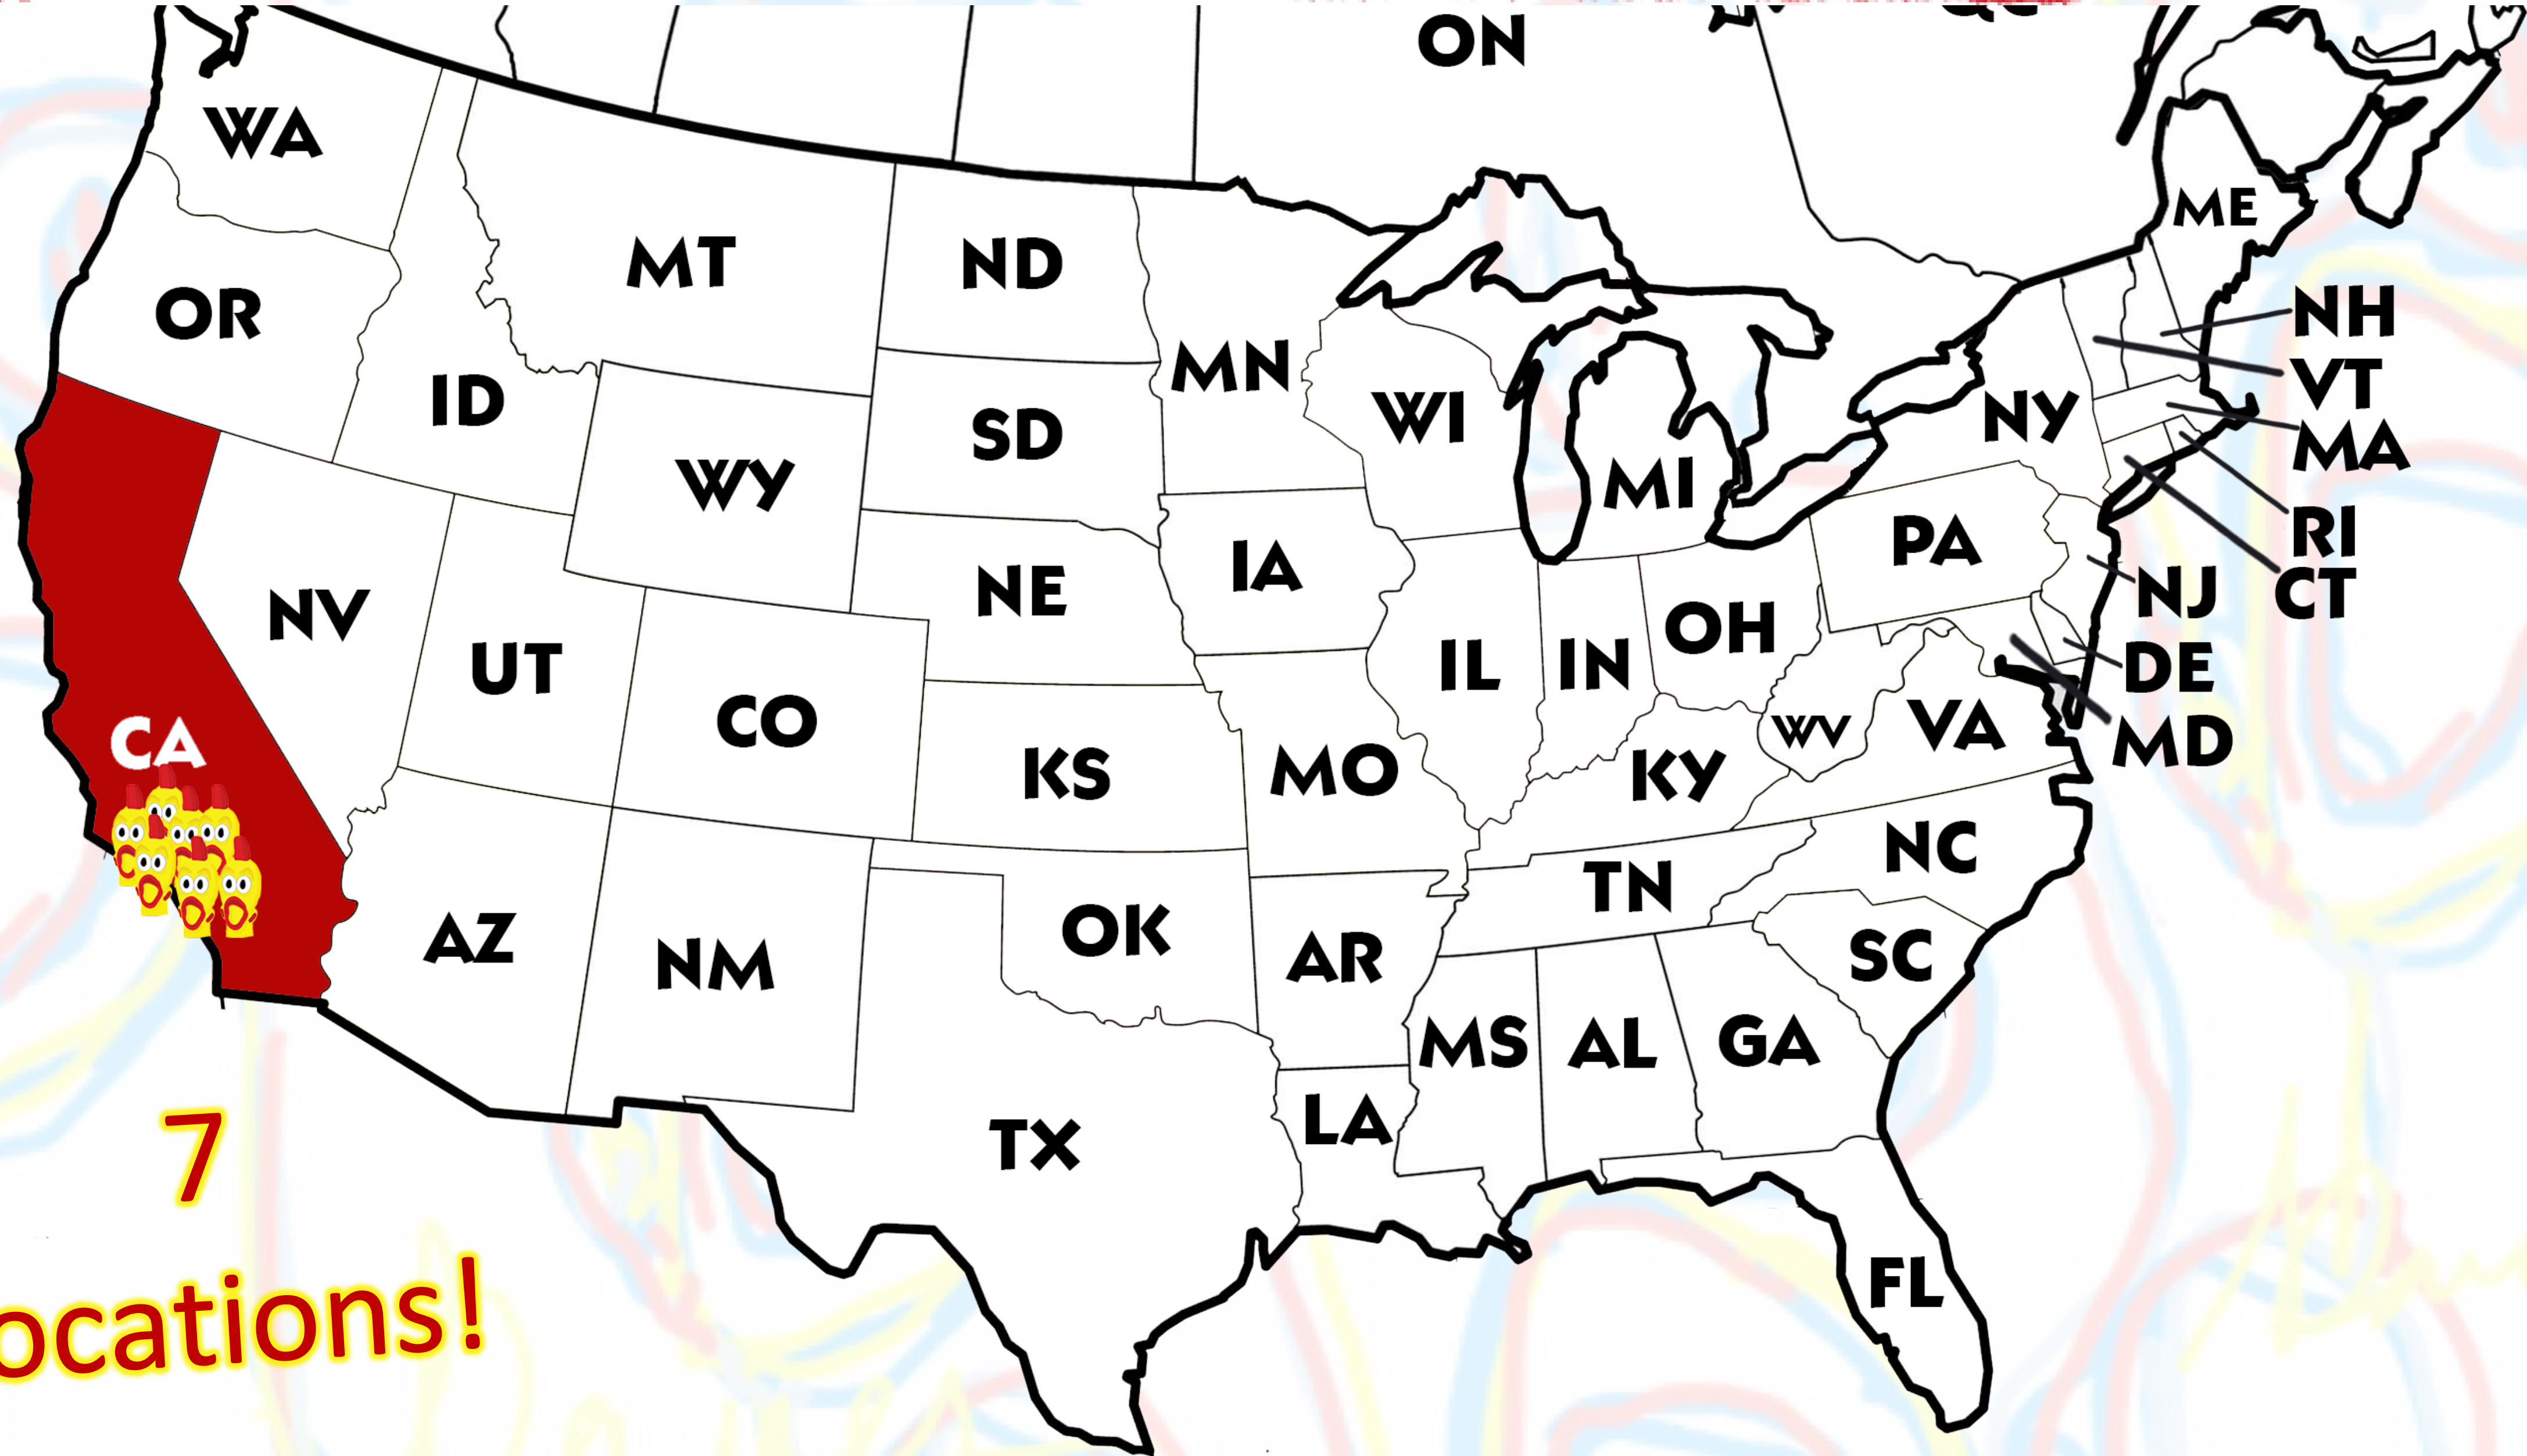 ON
WA
ME
MT
ND
OR
NH
MN
VT
ID
WI
NY
SD
MA
WY
MI
RI
PA
IA
NE
NJ
CT
NV
OH
UT
IL
IN
DE
CO
WV
VA
MD
CA
KS
MO
KY
NC
TN
AZ
NM
OK
AR
SC
MS
AL
GA
LA
TX
7
ocations!
FL